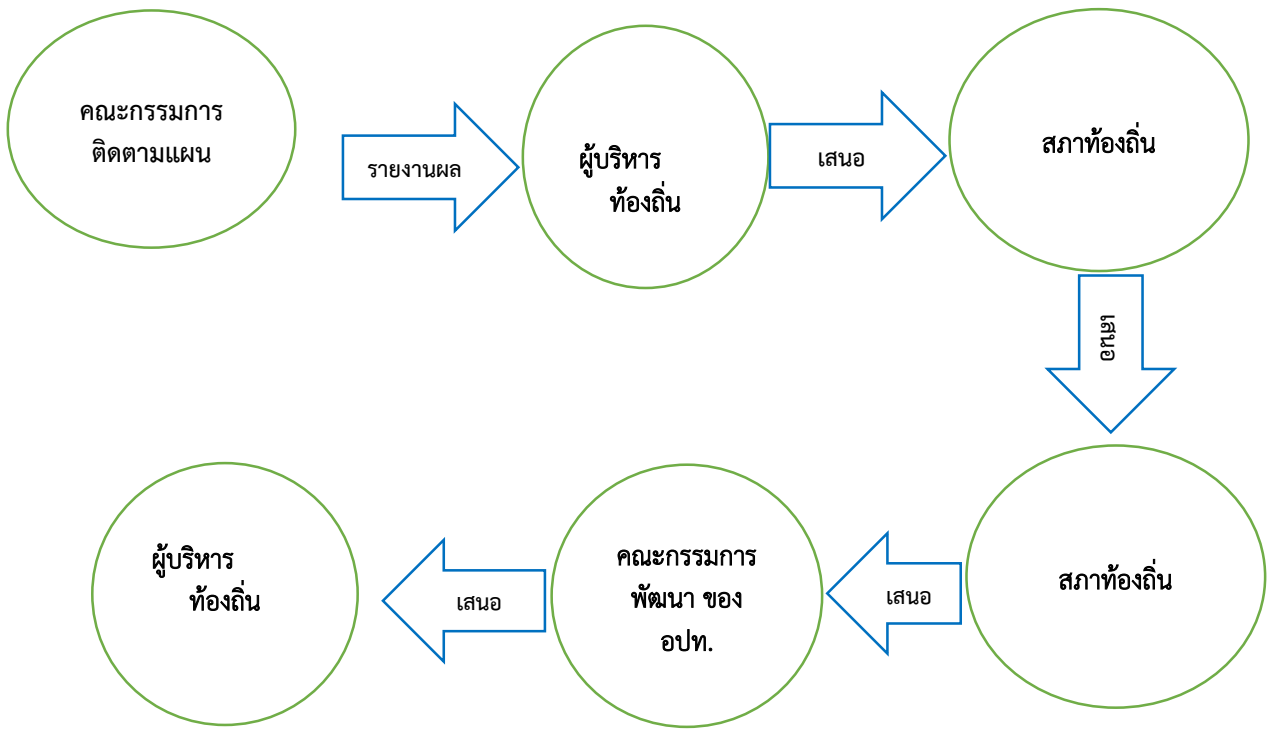 คณะกรรมการ
ติดตามแผน
รายงานผล
ผู้บริหาร
ท้องถิ่น
เสนอ
สภาท้องถิ่น
เสนอ
สภาท้องถิ่น
เสนอ
คณะกรรมการ
พัฒนา ของ
อปท.
เสนอ
ผู้บริหาร
ท้องถิ่น